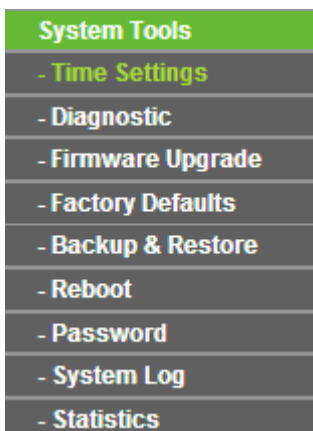 System Tools
- Time Settings
- Diagnostic
- Firmware Upgrade
- Factory Defaults
- Backup & Restore
- Reboot
- Password
- System Log
- Statistics